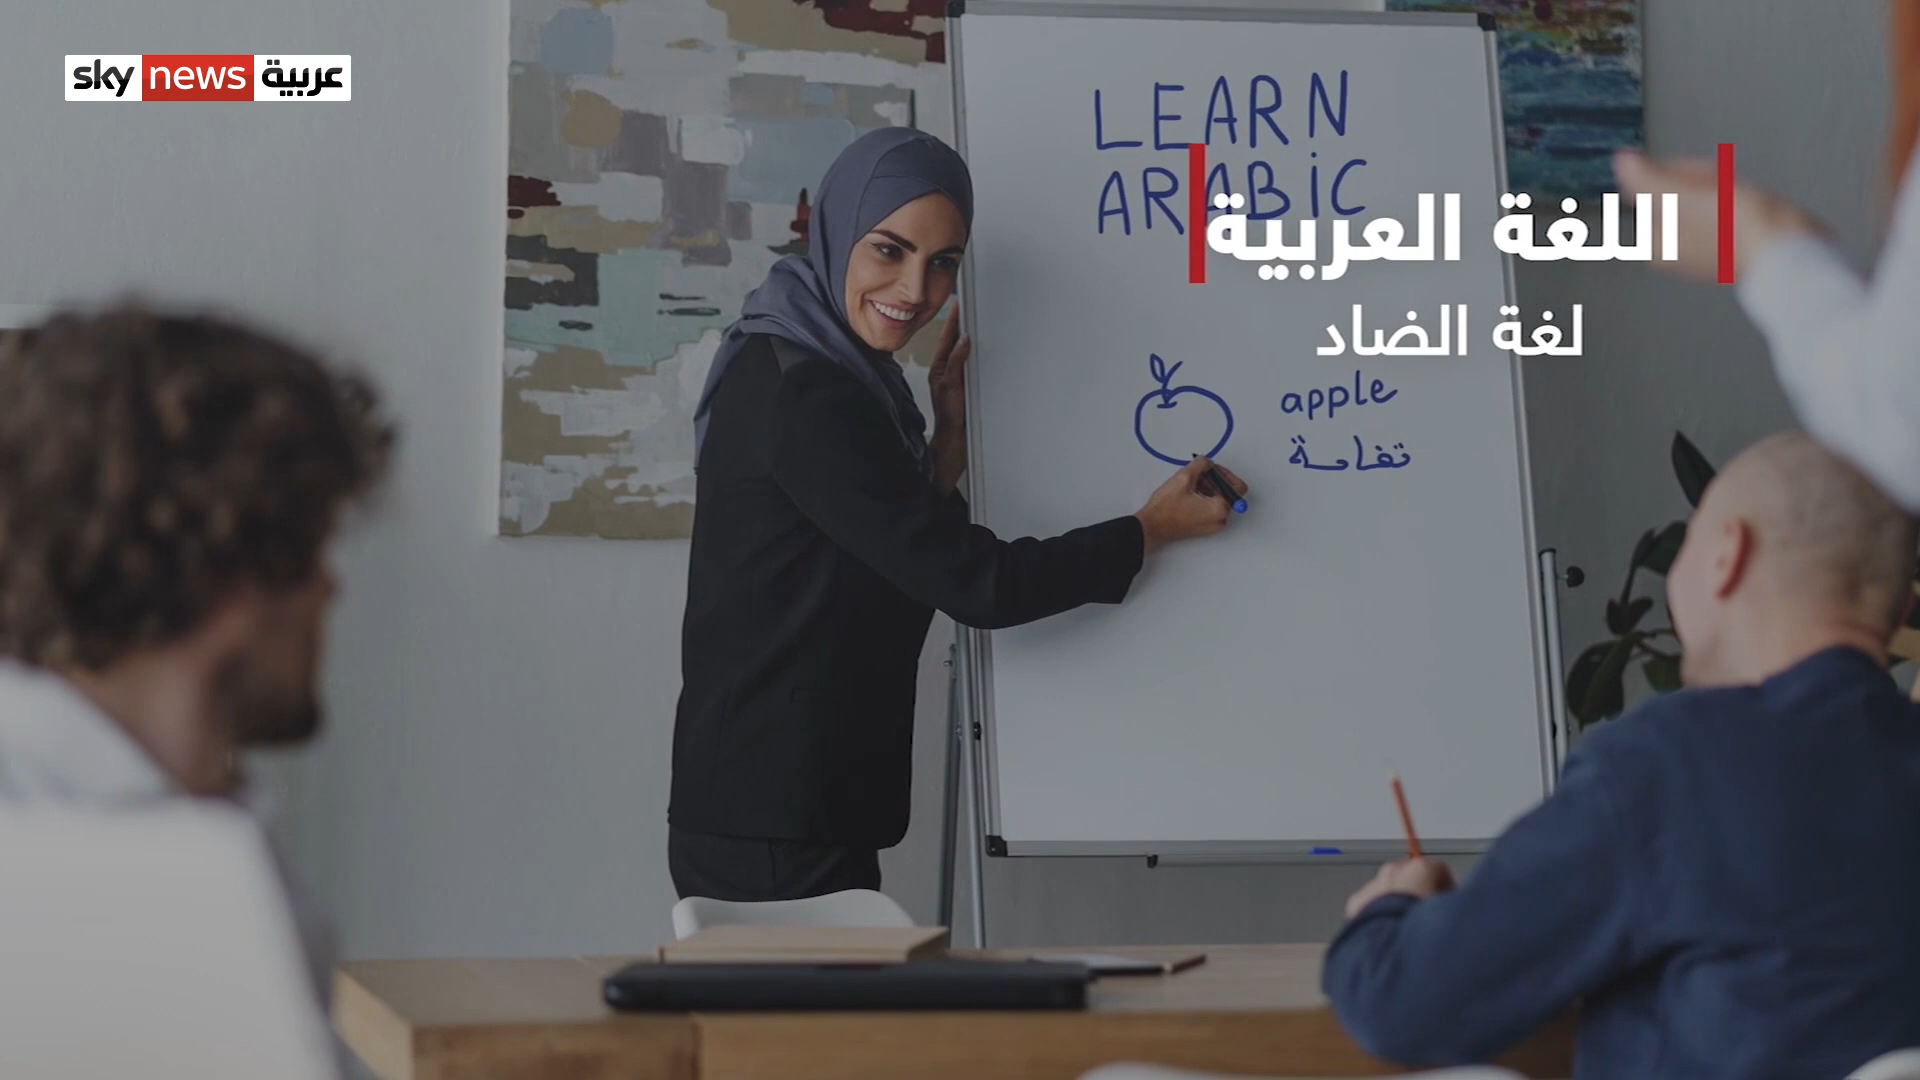 sky news عربية
LEARN
ARABIC
اللغة العربية
لغة الضاد
apple
تفاحة